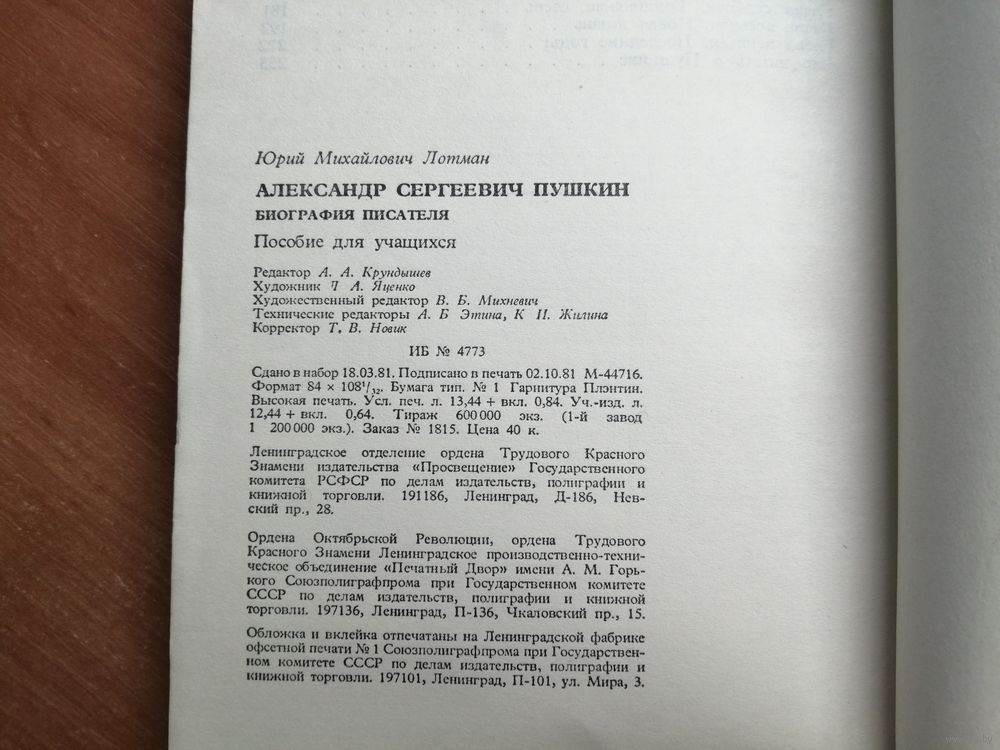 181
192
222
253
Юрий Михайлович Лотман
АЛЕКСАНДР СЕРГЕЕВИЧ ПУШКИН
БИОГРАФИЯ ПИСАТЕЛЯ
Пособие для учащихся
Редактор А. А. Крундышев
Художник А. Яценко
Художественный редактор В. Б. Михневич
Технические редакторы А. Б Этина, К И. Жилина
Корректор Т. В. Новик
ИБ № 4773
Сдано в набор 18.03.81. Подписано в печать 02.10.81 М-44716.
Формат 84 × 108¹/₃₂. Бумага тип. № 1 Гарнитура Плэнтин.
Высокая печать. Усл. печ. л. 13,44 + вкл. 0,84. Уч.-изд. л.
12,44 + вкл. 0,64. Тираж 600 000 экз. (1-й завод
1 200 000 экз.). Заказ № 1815. Цена 40 к.
Ленинградское отделение ордена Трудового Красного
Знамени издательства «Просвещение» Государственного
комитета РСФСР по делам издательств, полиграфии и
книжной торговли. 191186, Ленинград, Д-186, Нев-
ский пр., 28.
Ордена Октябрьской Революции, ордена Трудового
Красного Знамени Ленинградское производственно-техни-
ческое объединение «Печатный Двор» имени А. М. Горь-
кого Союзполиграфпрома при Государственном комитете
СССР по делам издательств, полиграфии и книжной
торговли. 197136, Ленинград, П-136, Чкаловский пр., 15.
Обложка и вклейка отпечатаны на Ленинградской фабрике
офсетной печати № 1 Союзполиграфпрома при Государствен-
ном комитете СССР по делам издательств, полиграфии и
книжной торговли. 197101, Ленинград, П-101, ул. Мира, 3.